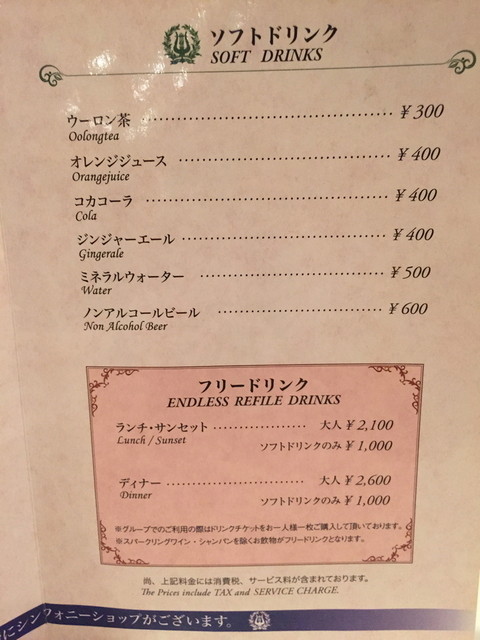 ソフトドリンク
SOFT DRINKS
ウーロン茶 ¥300
Oolongtea
オレンジジュース ¥400
Orangejuice
コカコーラ ¥400
Cola
ジンジャーエール ¥400
Gingerale
ミネラルウォーター ¥500
Water
ノンアルコールビール ¥600
Non Alcohol Beer
フリードリンク
ENDLESS REFILE DRINKS
ランチ・サンセット 大人 ¥2,100
Lunch / Sunset ソフトドリンクのみ ¥1,000
ディナー 大人 ¥2,600
Dinner ソフトドリンクのみ ¥1,000
※グループでのご利用の際はドリンクチケットをお一人様一枚ご購入して頂いております。
※スパークリングワイン・シャンパンを除くお飲物がフリードリンクとなります。
尚、上記料金には消費税、サービス料が含まれております。
The Prices include TAX and SERVICE CHARGE.
にシンフォニーショップがございます。